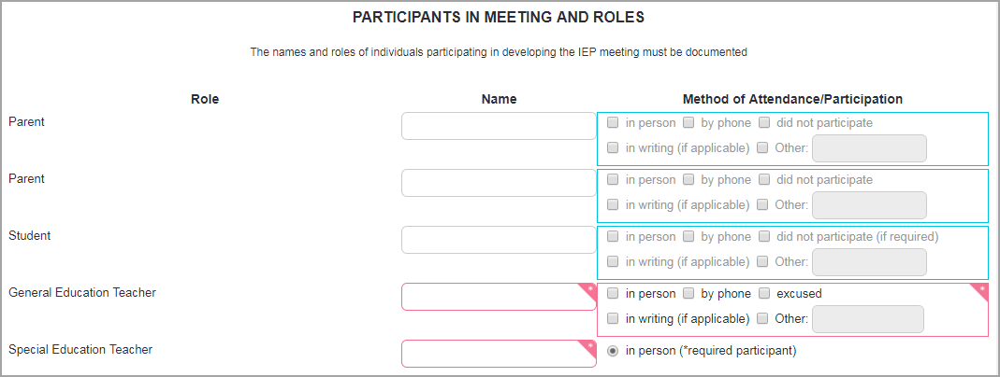 PARTICIPANTS IN MEETING AND ROLES
The names and roles of individuals participating in developing the IEP meeting must be documented
Role Name Method of Attendance/Participation
Parent in person by phone did not participate
in writing (if applicable) Other:
Parent in person by phone did not participate
in writing (if applicable) Other:
Student in person by phone did not participate (if required)
in writing (if applicable) Other:
General Education Teacher * in person by phone excused *
in writing (if applicable) Other:
Special Education Teacher * in person (*required participant)